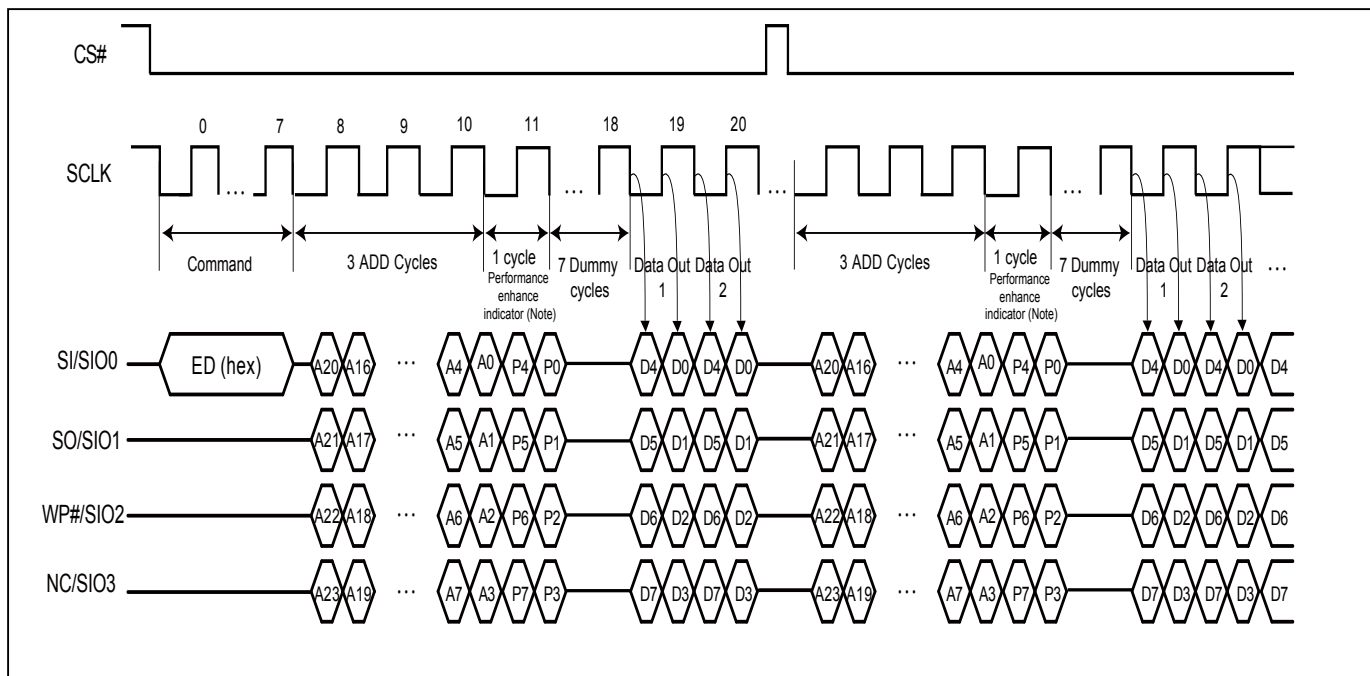 CS#
0 7 8 9 10 11 18 19 20
SCLK
... ... ... ...
Command
3 ADD Cycles
1 cycle
Performance
enhance
indicator (Note)
7 Dummy
cycles
Data Out
1
Data Out
2
3 ADD Cycles
1 cycle
Performance
enhance
indicator (Note)
7 Dummy
cycles
Data Out
1
Data Out
2
...
SI/SIO0 ED (hex) A20 A16 ... A4 A0 P4 P0 D4 D0 D4 D0 A20 A16 ... A4 A0 P4 P0 D4 D0 D4 D0 D4
SO/SIO1 A21 A17 ... A5 A1 P5 P1 D5 D1 D5 D1 A21 A17 ... A5 A1 P5 P1 D5 D1 D5 D1 D5
WP#/SIO2 A22 A18 ... A6 A2 P6 P2 D6 D2 D6 D2 A22 A18 ... A6 A2 P6 P2 D6 D2 D6 D2 D6
NC/SIO3 A23 A19 ... A7 A3 P7 P3 D7 D3 D7 D3 A23 A19 ... A7 A3 P7 P3 D7 D3 D7 D3 D7